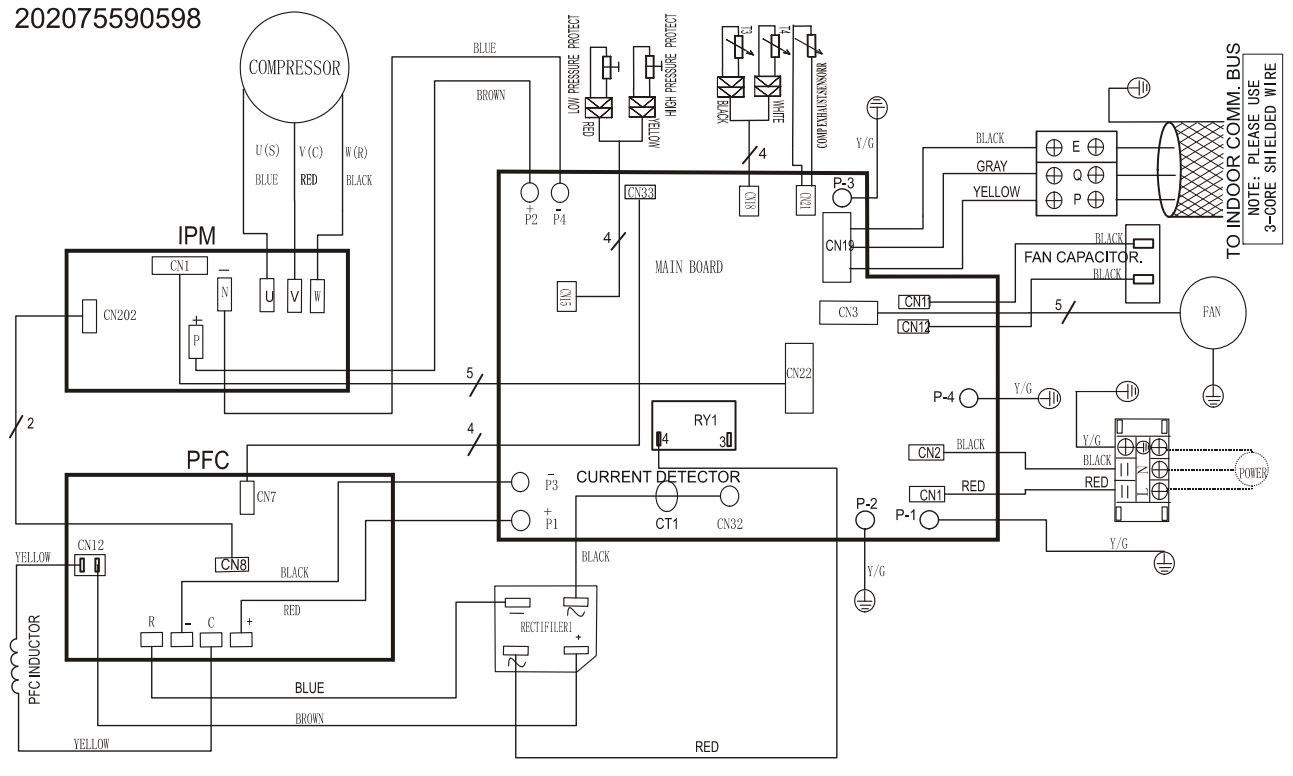 202075590598
COMPRESSOR
U(S)
V(C)
W(R)
BLUE
RED
BLACK
BLUE
BROWN
LOW PRESSURE PROTECT
HIGH PRESSURE PROTECT
RED
YELLOW
T3
T4
COMP.EXHAUST.SENSORR
BLACK
WHITE
4
4
Y/G
BLACK
GRAY
YELLOW
E
Q
P
TO INDOOR COMM. BUS
NOTE: PLEASE USE
3-CORE SHIELDED WIRE
IPM
CN1
-
N
U
V
W
CN202
+
P
+
P2
-
P4
CN33
CN18
CN21
P-3
CN19
MAIN BOARD
CN15
BLACK
FAN CAPACITOR.
BLACK
CN11
CN3
CN12
5
FAN
5
CN22
2
4
RY1
4
3
P-4
Y/G
Y/G
CN2
BLACK
BLACK
CN1
RED
RED
L
N
POWER
PFC
CN7
-
P3
+
P1
CURRENT DETECTOR
CT1
CN32
P-2
P-1
Y/G
Y/G
CN12
YELLOW
CN8
BLACK
RED
BLACK
R
-
C
+
RECTIFILER1
+
PFC INDUCTOR
BLUE
BROWN
YELLOW
RED